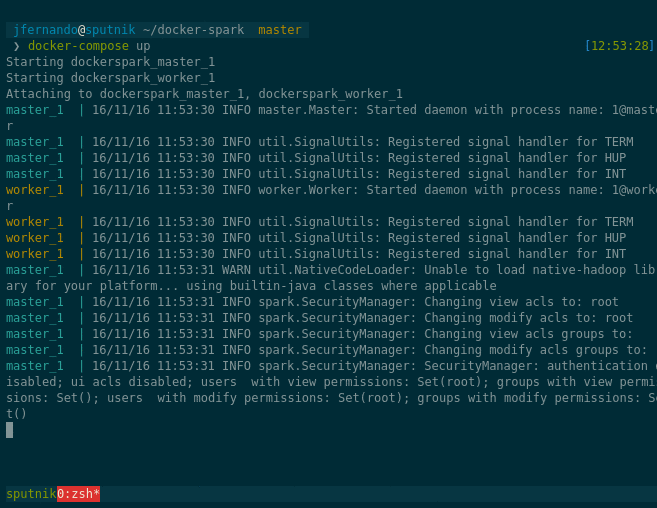 jfernando@sputnik ~/docker-spark master
❯ docker-compose up [12:53:28]
Starting dockerspark_master_1
Starting dockerspark_worker_1
Attaching to dockerspark_master_1, dockerspark_worker_1
master_1 | 16/11/16 11:53:30 INFO master.Master: Started daemon with process name: 1@maste
r
master_1 | 16/11/16 11:53:30 INFO util.SignalUtils: Registered signal handler for TERM
master_1 | 16/11/16 11:53:30 INFO util.SignalUtils: Registered signal handler for HUP
master_1 | 16/11/16 11:53:30 INFO util.SignalUtils: Registered signal handler for INT
worker_1 | 16/11/16 11:53:30 INFO worker.Worker: Started daemon with process name: 1@worke
r
worker_1 | 16/11/16 11:53:30 INFO util.SignalUtils: Registered signal handler for TERM
worker_1 | 16/11/16 11:53:30 INFO util.SignalUtils: Registered signal handler for HUP
worker_1 | 16/11/16 11:53:30 INFO util.SignalUtils: Registered signal handler for INT
master_1 | 16/11/16 11:53:31 WARN util.NativeCodeLoader: Unable to load native-hadoop libr
ary for your platform... using builtin-java classes where applicable
master_1 | 16/11/16 11:53:31 INFO spark.SecurityManager: Changing view acls to: root
master_1 | 16/11/16 11:53:31 INFO spark.SecurityManager: Changing modify acls to: root
master_1 | 16/11/16 11:53:31 INFO spark.SecurityManager: Changing view acls groups to:
master_1 | 16/11/16 11:53:31 INFO spark.SecurityManager: Changing modify acls groups to:
master_1 | 16/11/16 11:53:31 INFO spark.SecurityManager: SecurityManager: authentication d
isabled; ui acls disabled; users with view permissions: Set(root); groups with view permis
sions: Set(); users with modify permissions: Set(root); groups with modify permissions: Se
t()
sputnik 0:zsh*